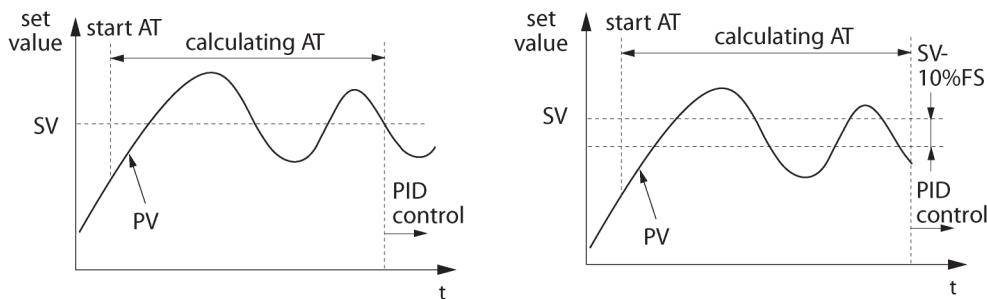 set
value
start AT
calculating AT
SV
PV
PID
control
t
set
value
start AT
calculating AT
SV-
10%FS
SV
PV
PID
control
t